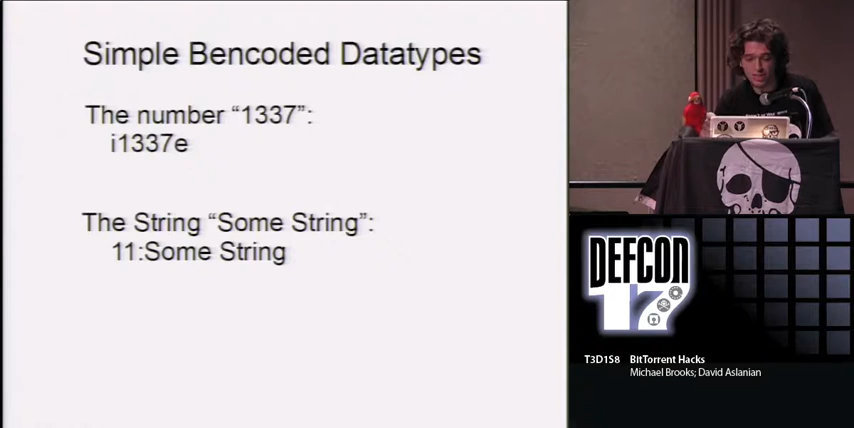 Simple Bencoded Datatypes
The number “1337”:
i1337e
The String “Some String”:
11:Some String
DEFCON
17
T3D1S8 BitTorrent Hacks
Michael Brooks; David Aslanian